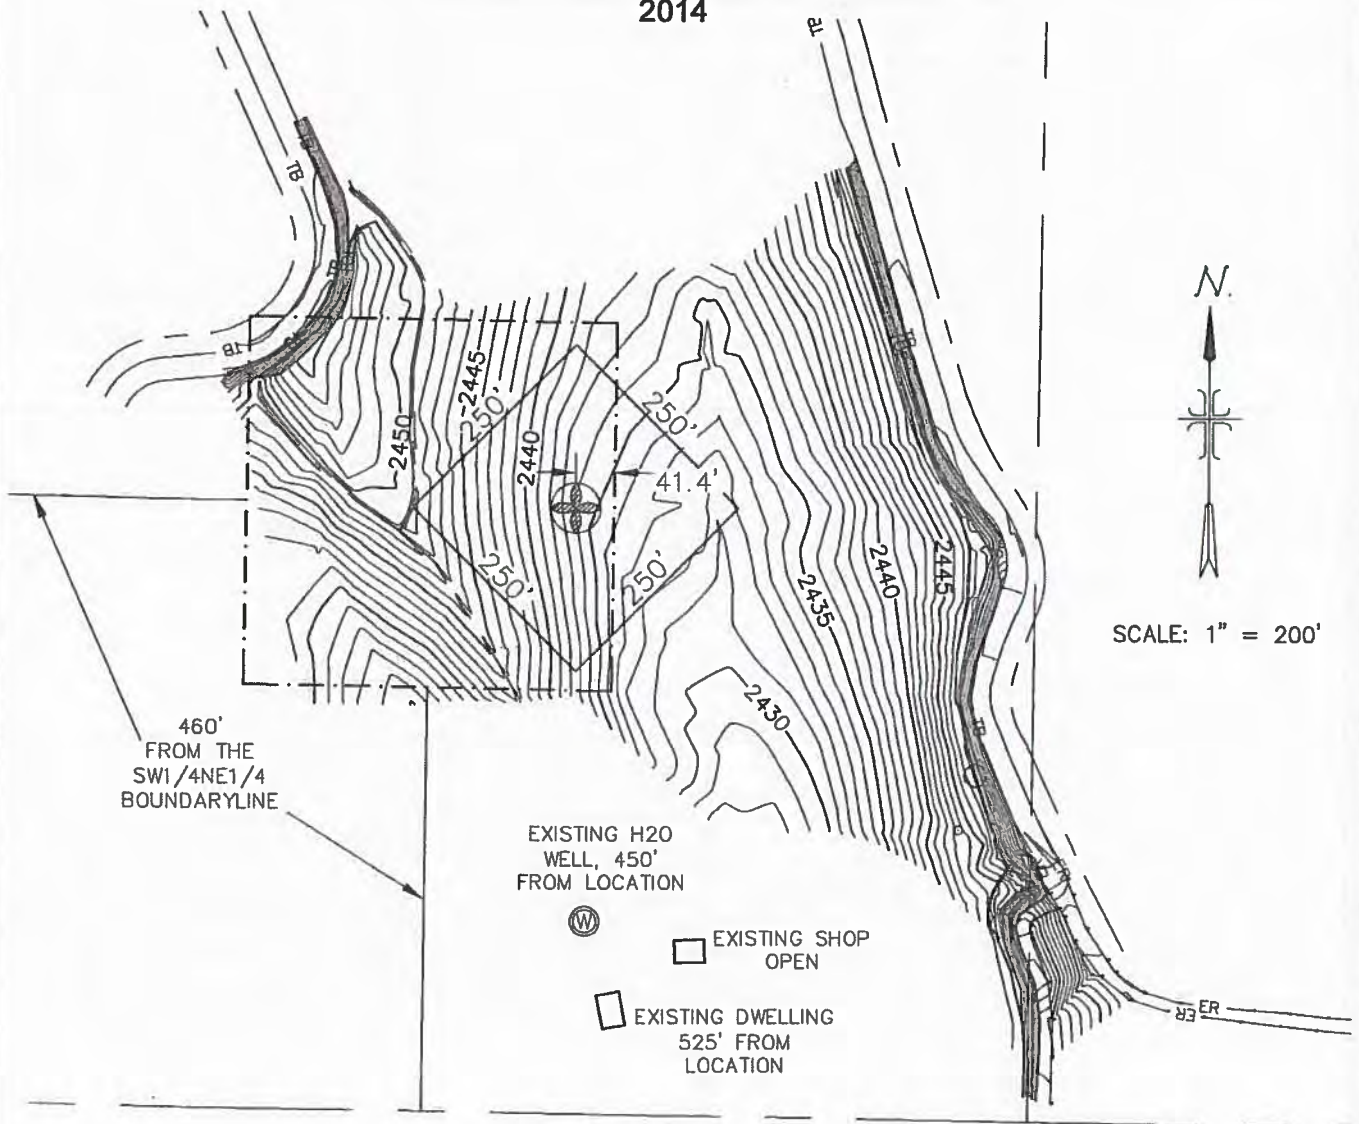 2014
TB
TB
TB
TB
TB
TB
N.
2445
250'
250'
2450
2440
41.4'
250'
250'
2440
2445
2435
SCALE: 1" = 200'
2430
TB
460'
FROM THE
SW1/4NE1/4
BOUNDARYLINE
P
EXISTING H2O
WELL, 450'
FROM LOCATION
W
EXISTING SHOP
OPEN
EXISTING DWELLING
525' FROM
LOCATION
ER
ER